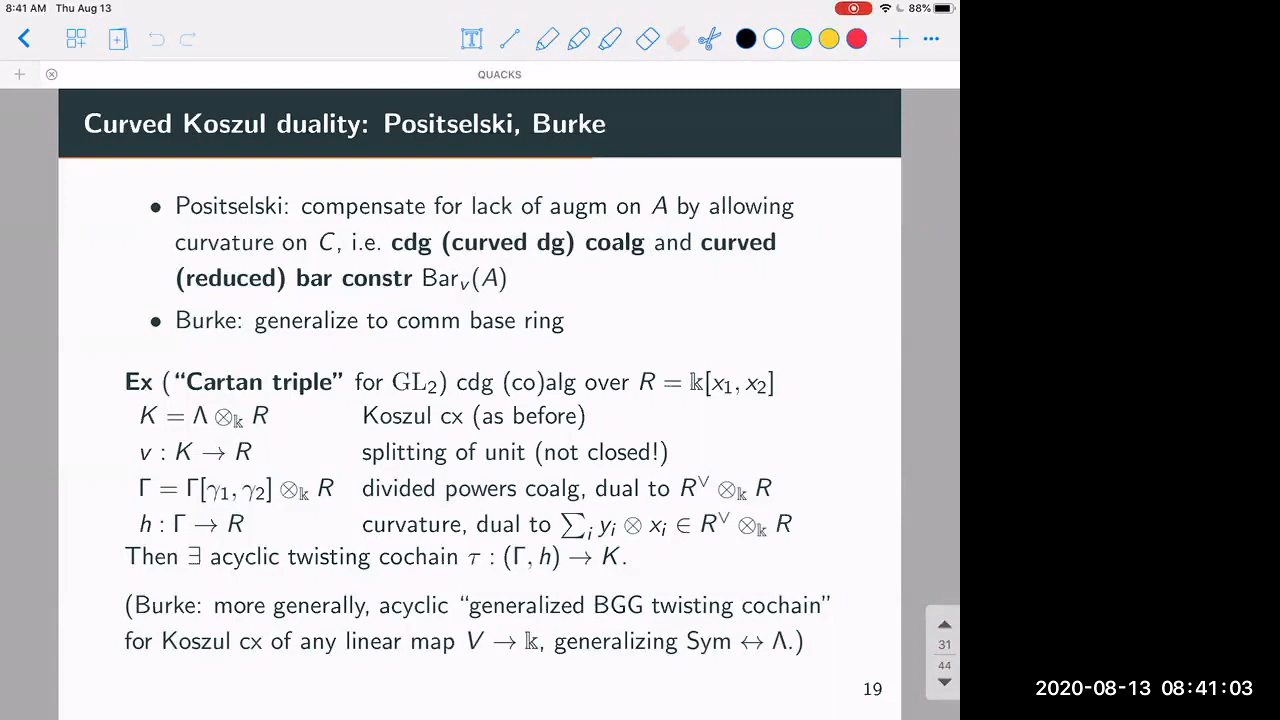 8:41 AM Thu Aug 13
88%
T
QUACKS
Curved Koszul duality: Positselski, Burke
• Positselski: compensate for lack of augm on A by allowing
curvature on C, i.e. cdg (curved dg) coalg and curved
(reduced) bar constr Barᵥ(A)
• Burke: generalize to comm base ring
Ex (“Cartan triple” for GL₂) cdg (co)alg over R = 𝕜[x₁, x₂]
K = Λ ⊗_𝕜 R Koszul cx (as before)
v : K → R splitting of unit (not closed!)
Γ = Γ[γ₁, γ₂] ⊗_𝕜 R divided powers coalg, dual to R^∨ ⊗_𝕜 R
h : Γ → R curvature, dual to ∑ᵢ yᵢ ⊗ xᵢ ∈ R^∨ ⊗_𝕜 R
Then ∃ acyclic twisting cochain τ : (Γ, h) → K.
(Burke: more generally, acyclic “generalized BGG twisting cochain”
for Koszul cx of any linear map V → 𝕜, generalizing Sym ↔ Λ.)
31
44
19
2020-08-13 08:41:03